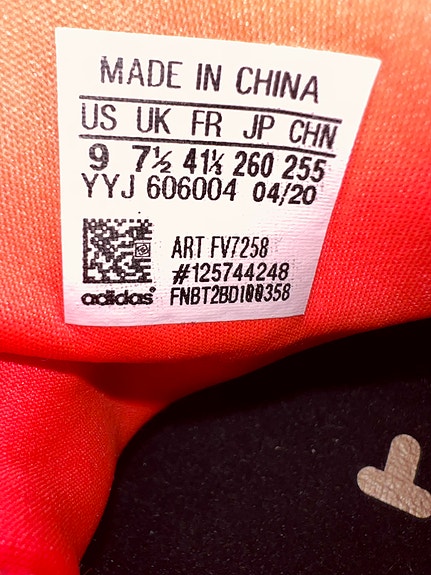 MADE IN CHINA
US UK FR JP CHN
9 7½ 41⅓ 260 255
YYJ 606004 04/20
ART FV7258
#125744248
adidas® FNBT2BD100358